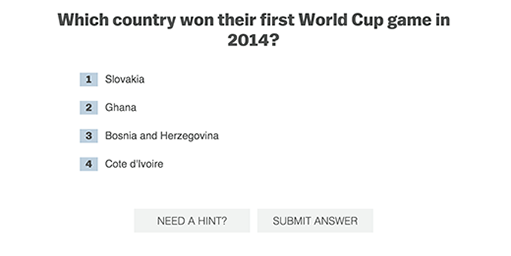 Which country won their first World Cup game in
2014?
1 Slovakia
2 Ghana
3 Bosnia and Herzegovina
4 Cote d'Ivoire
NEED A HINT? SUBMIT ANSWER